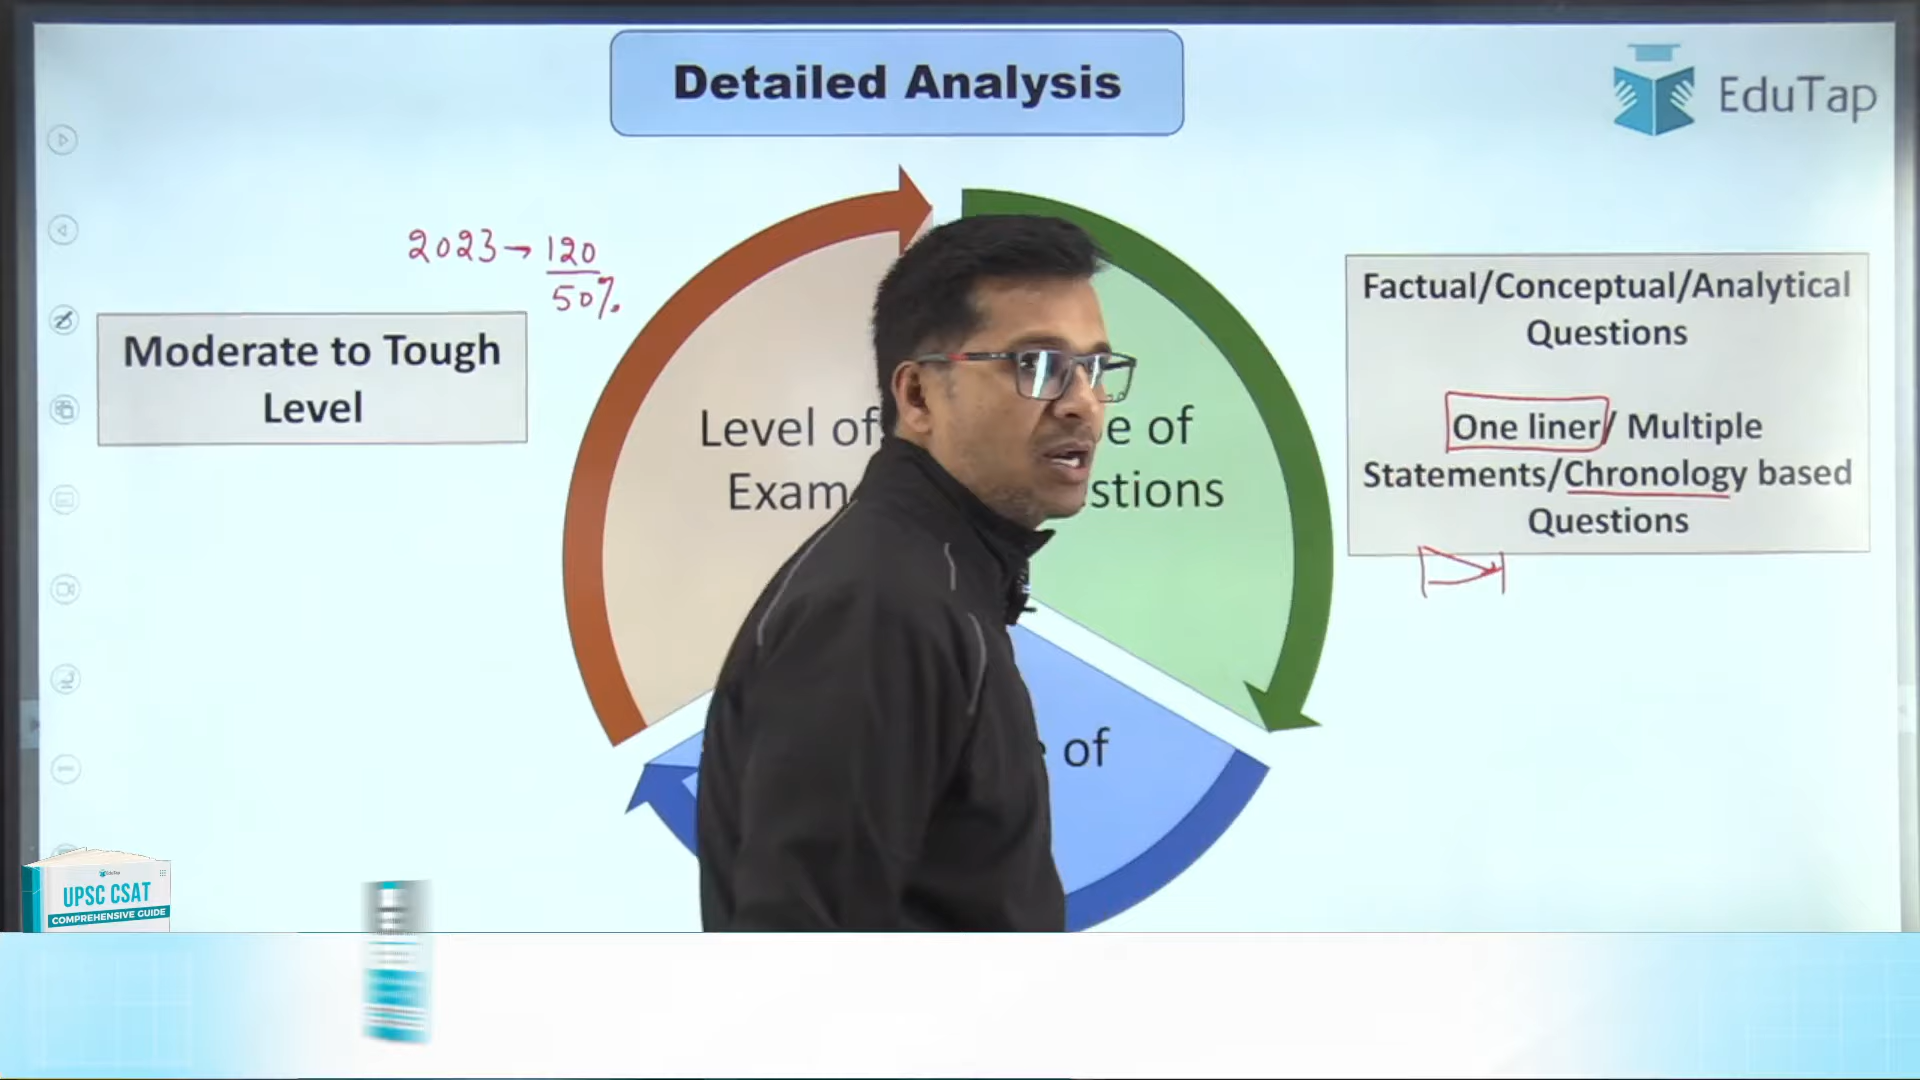 Detailed Analysis
EduTap
2023 → 120
50%
Moderate to Tough
Level
Level of
Exam
e of
stions
of
Factual/Conceptual/Analytical
Questions
One liner/ Multiple
Statements/Chronology based
Questions
EduTap
UPSC CSAT
COMPREHENSIVE GUIDE